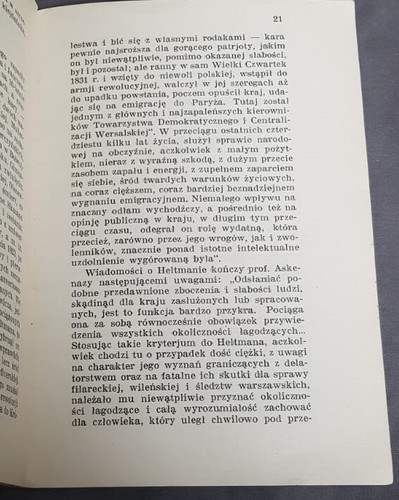 21
lestwa i bić się z własnymi rodakami — kara
pewnie najsroższa dla gorącego patrjoty, jakim
on był niewątpliwie, pomimo okazanej słabości,
był i pozostał; ale ranny w sam Wielki Czwartek
1831 r. i wzięty do niewoli polskiej, wstąpił do
armji rewolucyjnej, walczył w jej szeregach aż
do upadku powstania, poczem opuścił kraj, uda-
jąc się na emigrację do Paryża. Tutaj został
jednym z głównych i najzapaleńszych kierowni-
ków Towarzystwa Demokratycznego i Centrali-
zacji Wersalskiej“. W przeciągu ostatnich czter-
dziestu kilku lat życia, służył sprawie narodo-
wej na obczyźnie, aczkolwiek z małym pożyt-
kiem, nieraz z wyraźną szkodą, z dużym przecie
zasobem zapału i energji, z zupełnem zaparciem
się siebie, śród twardych warunków życiowych,
na coraz cięższem, coraz bardziej beznadziejnem
wygnaniu emigracyjnem. Niemałego wpływu na
znaczny odłam wychodźczy, a pośrednio też na
opinję publiczną w kraju, w długim tym prze-
ciągu czasu, odegrał on rolę wydatną, która
przecież, zarówno przez jego wrogów, jak i zwo-
lenników, znacznie ponad istotne intelektualne
uzdolnienie wygórowaną była“.
Wiadomości o Heltmanie kończy prof. Aske-
nazy następującemi uwagami: „Odsłaniać po-
dobne przedawnione zboczenia i słabości ludzi,
skądinąd dla kraju zasłużonych lub spracowa-
nych, jest to funkcja bardzo przykra. Pociąga
ona za sobą równocześnie obowiązek przywie-
dzenia wszystkich okoliczności łagodzących...
Stosując takie kryterjum do Heltmana, aczkol-
wiek chodzi tu o przypadek dość ciężki, z uwagi
na charakter jego wyznań graniczących z dela-
torstwem oraz na fatalne ich skutki dla sprawy
filareckiej, wileńskiej i śledztw warszawskich,
należało mu niewątpliwie przyznać okoliczno-
ści łagodzące i całą wyrozumiałość zachować
dla człowieka, który uległ chwilowo pod prze-